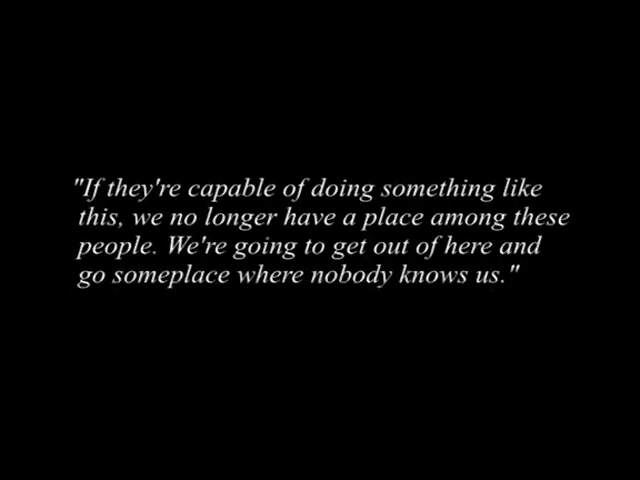 "If they're capable of doing something like
this, we no longer have a place among these
people. We're going to get out of here and
go someplace where nobody knows us."